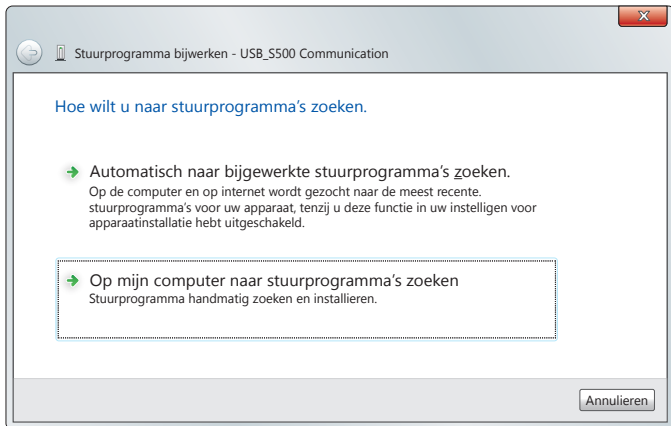 X
Stuurprogramma bijwerken - USB_S500 Communication
Hoe wilt u naar stuurprogramma's zoeken.
Automatisch naar bijgewerkte stuurprogramma's zoeken.
Op de computer en op internet wordt gezocht naar de meest recente.
stuurprogramma's voor uw apparaat, tenzij u deze functie in uw instelligen voor
apparaatinstallatie hebt uitgeschakeld.
Op mijn computer naar stuurprogramma's zoeken
Stuurprogramma handmatig zoeken en installieren.
Annulieren